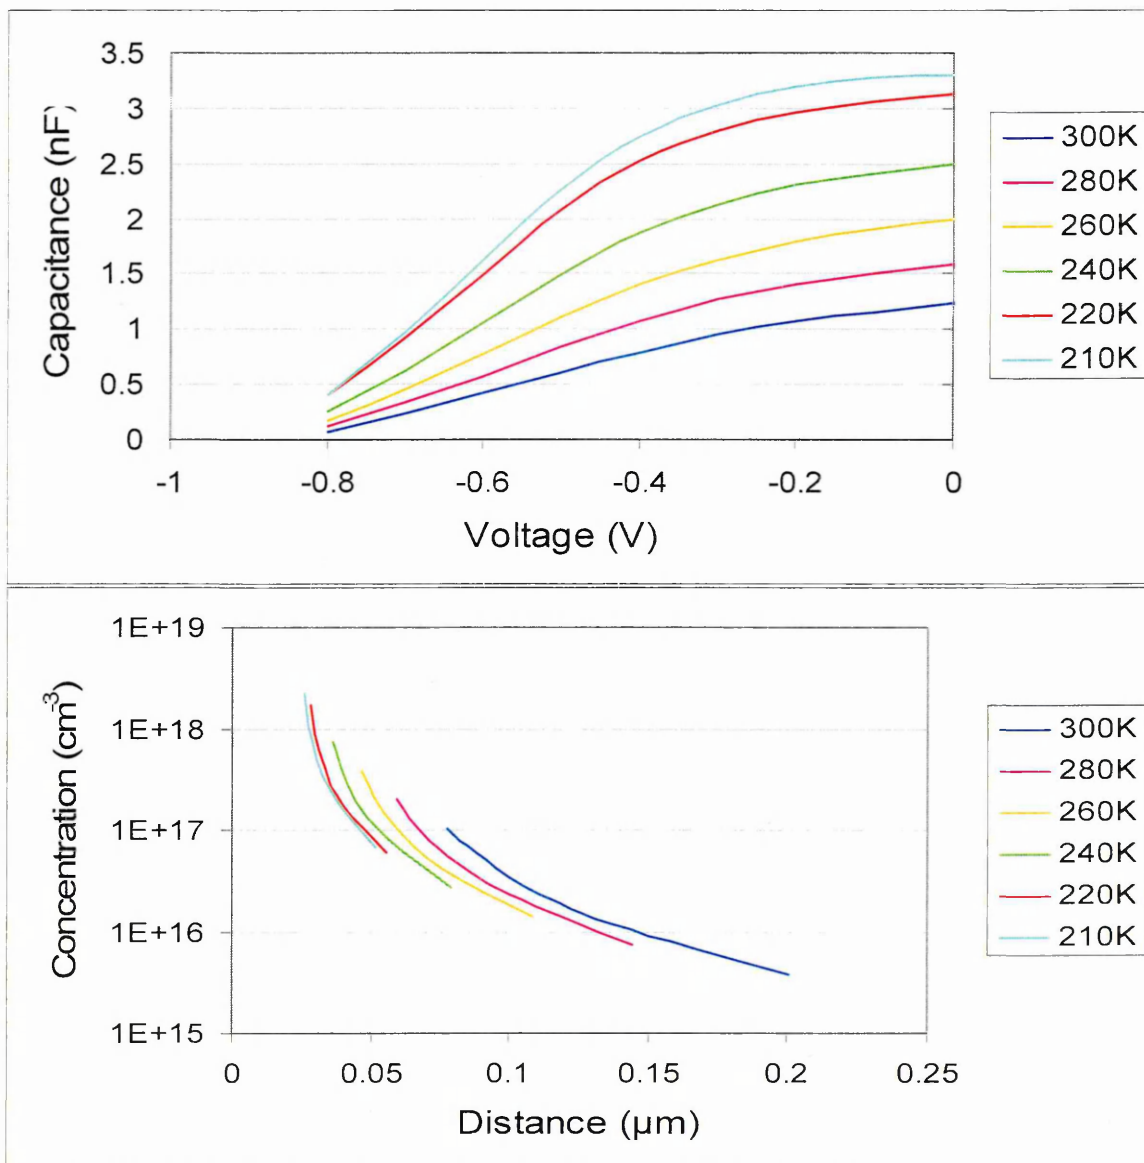 3.5
3
2.5
2
1.5
1
0.5
0
Capacitance (nF)
-1 -0.8 -0.6 -0.4 -0.2 0
Voltage (V)
300K
280K
260K
240K
220K
210K
1E+19
1E+18
1E+17
1E+16
1E+15
Concentration (cm⁻³)
0 0.05 0.1 0.15 0.2 0.25
Distance (µm)
300K
280K
260K
240K
220K
210K